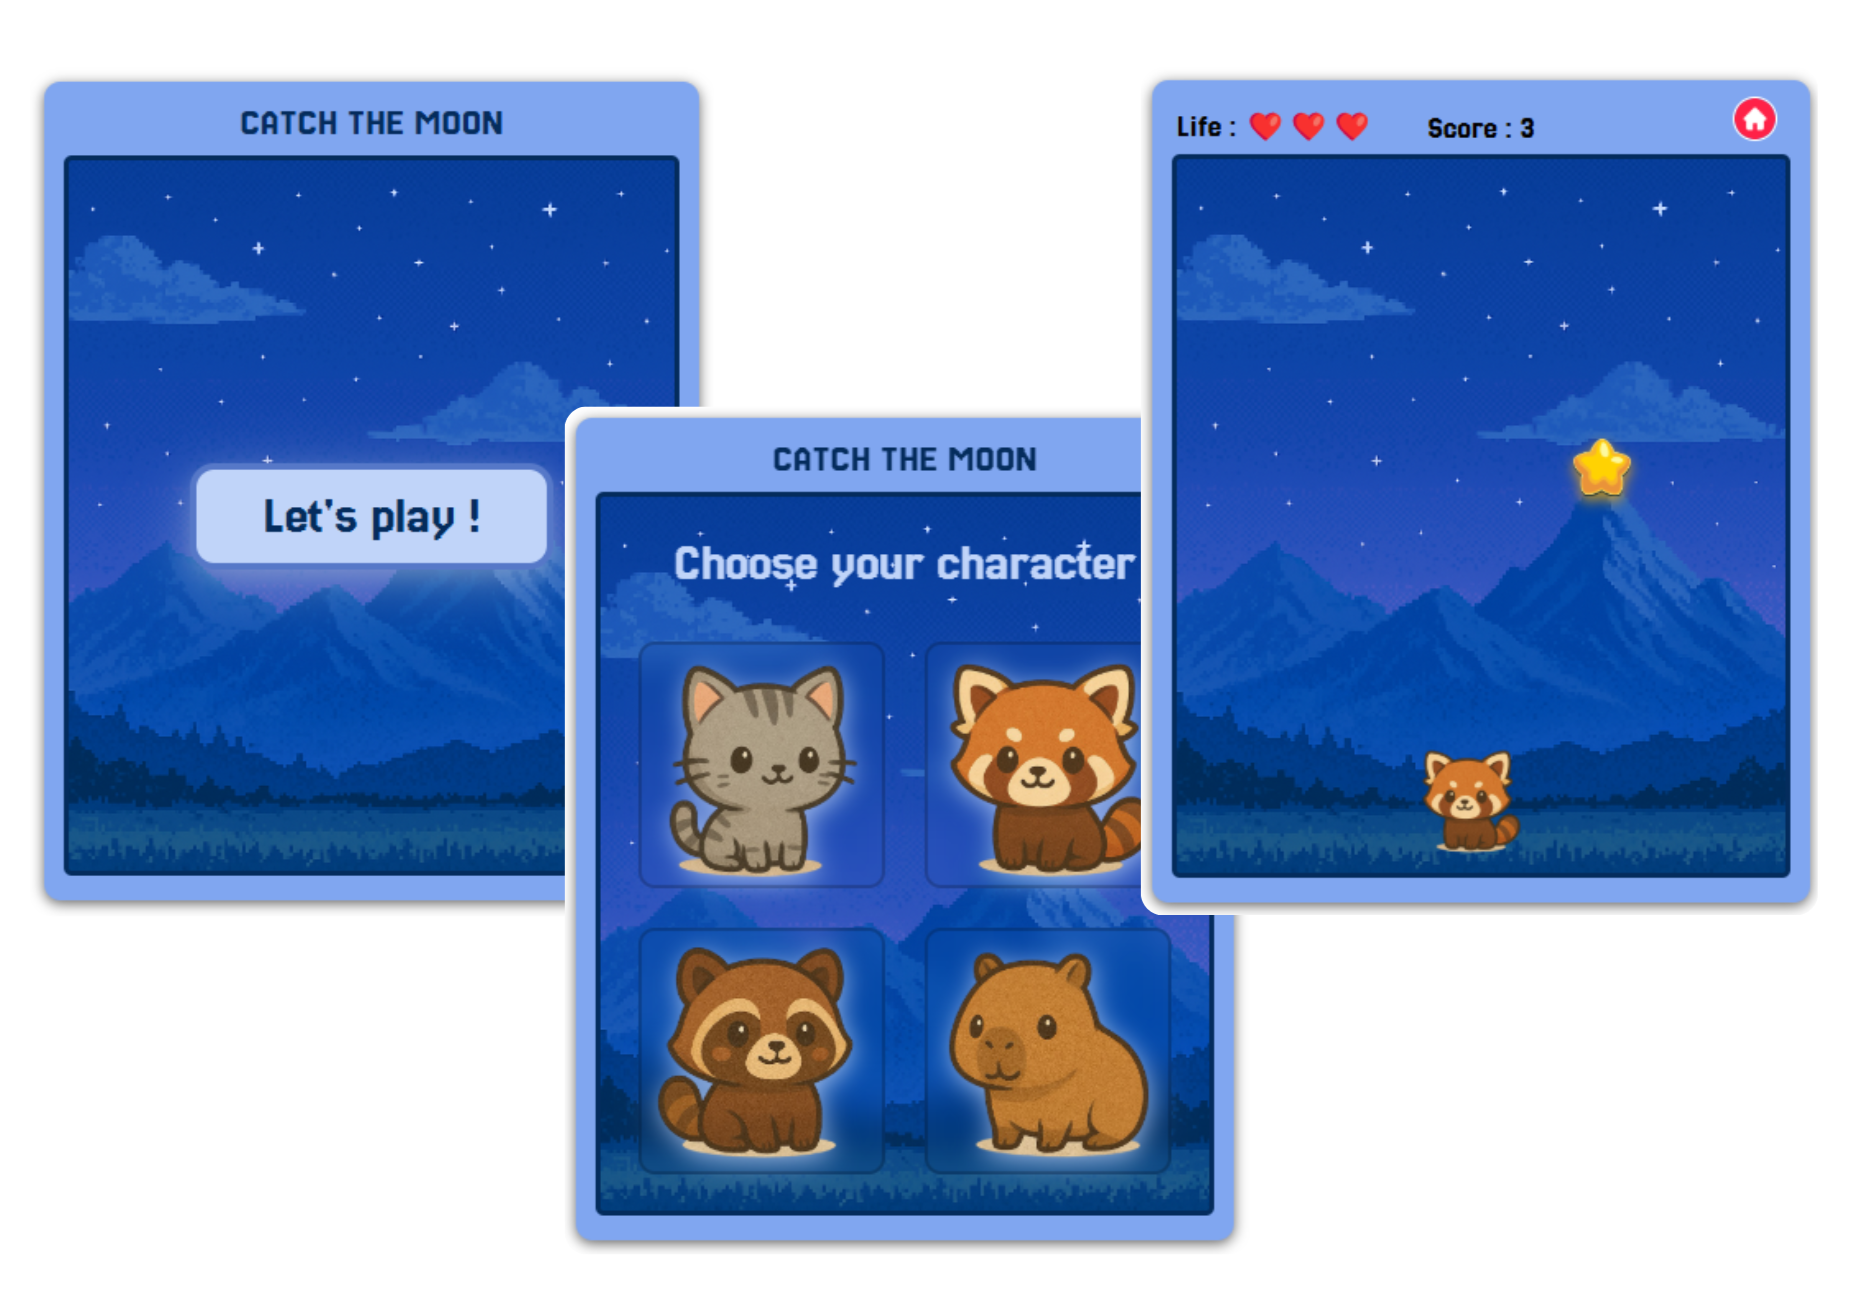 CATCH THE MOON
Let's play !
CATCH THE MOON
Choose your character
Life :
Score : 3